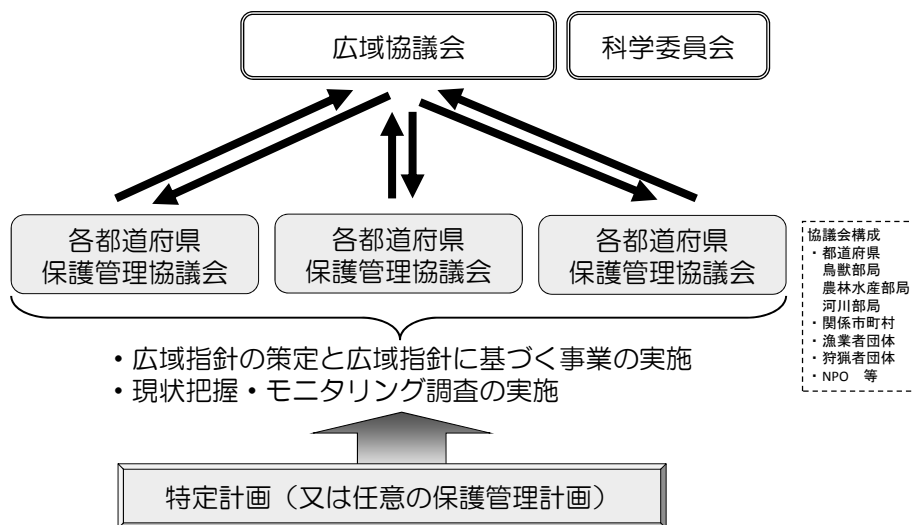 広域協議会
科学委員会
各都道府県
保護管理協議会
各都道府県
保護管理協議会
各都道府県
保護管理協議会
協議会構成
・都道府県
鳥獣部局
農林水産部局
河川部局
・関係市町村
・漁業者団体
・狩猟者団体
・NPO　等
・広域指針の策定と広域指針に基づく事業の実施
・現状把握・モニタリング調査の実施
特定計画（又は任意の保護管理計画）